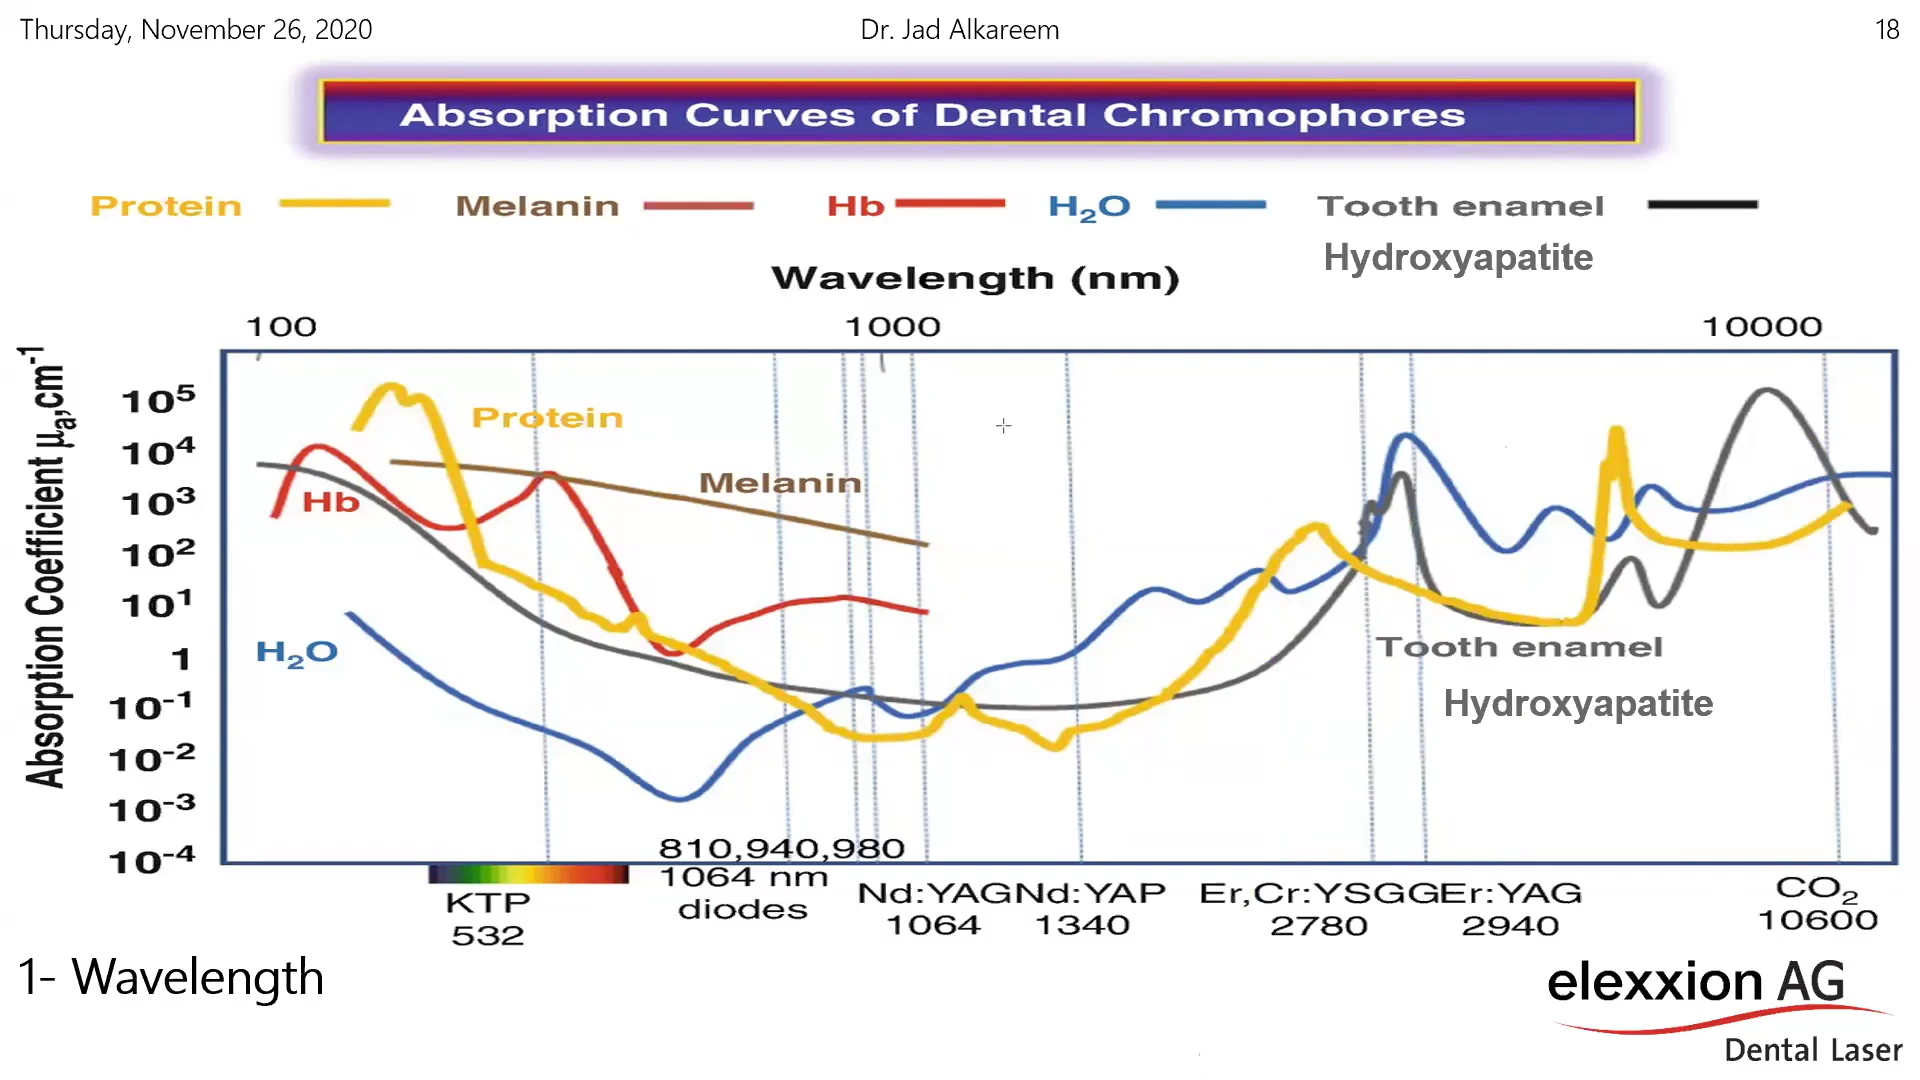 Thursday, November 26, 2020 Dr. Jad Alkareem 18
Absorption Curves of Dental Chromophores
Protein Melanin Hb H₂O Tooth enamel
Hydroxyapatite
Wavelength (nm)
100 1000 10000
Absorption Coefficient μa,cm⁻¹
10⁵
10⁴
10³
10²
10¹
1
10⁻¹
10⁻²
10⁻³
10⁻⁴
Protein
Melanin
Hb
H₂O
Tooth enamel
Hydroxyapatite
810,940,980
1064 nm
diodes
KTP
532
Nd:YAG
1064
Nd:YAP
1340
Er,Cr:YSGG
2780
Er:YAG
2940
CO₂
10600
1- Wavelength
elexxion AG
Dental Laser